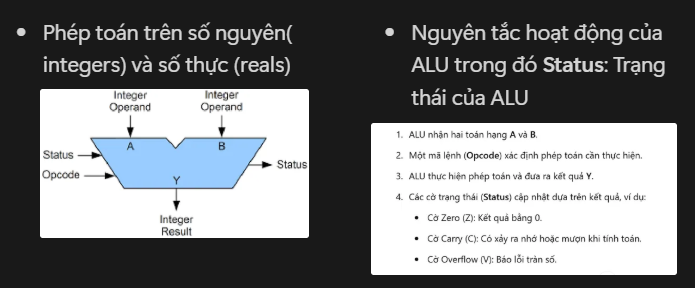 • Phép toán trên số nguyên(
integers) và số thực (reals)
Integer
Operand
Integer
Operand
A
B
Status
Opcode
Status
Y
Integer
Result
• Nguyên tắc hoạt động của
ALU trong đó Status: Trạng
thái của ALU
1. ALU nhận hai toán hạng A và B.
2. Một mã lệnh (Opcode) xác định phép toán cần thực hiện.
3. ALU thực hiện phép toán và đưa ra kết quả Y.
4. Các cờ trạng thái (Status) cập nhật dựa trên kết quả, ví dụ:
• Cờ Zero (Z): Kết quả bằng 0.
• Cờ Carry (C): Có xảy ra nhớ hoặc mượn khi tính toán.
• Cờ Overflow (V): Báo lỗi tràn số.